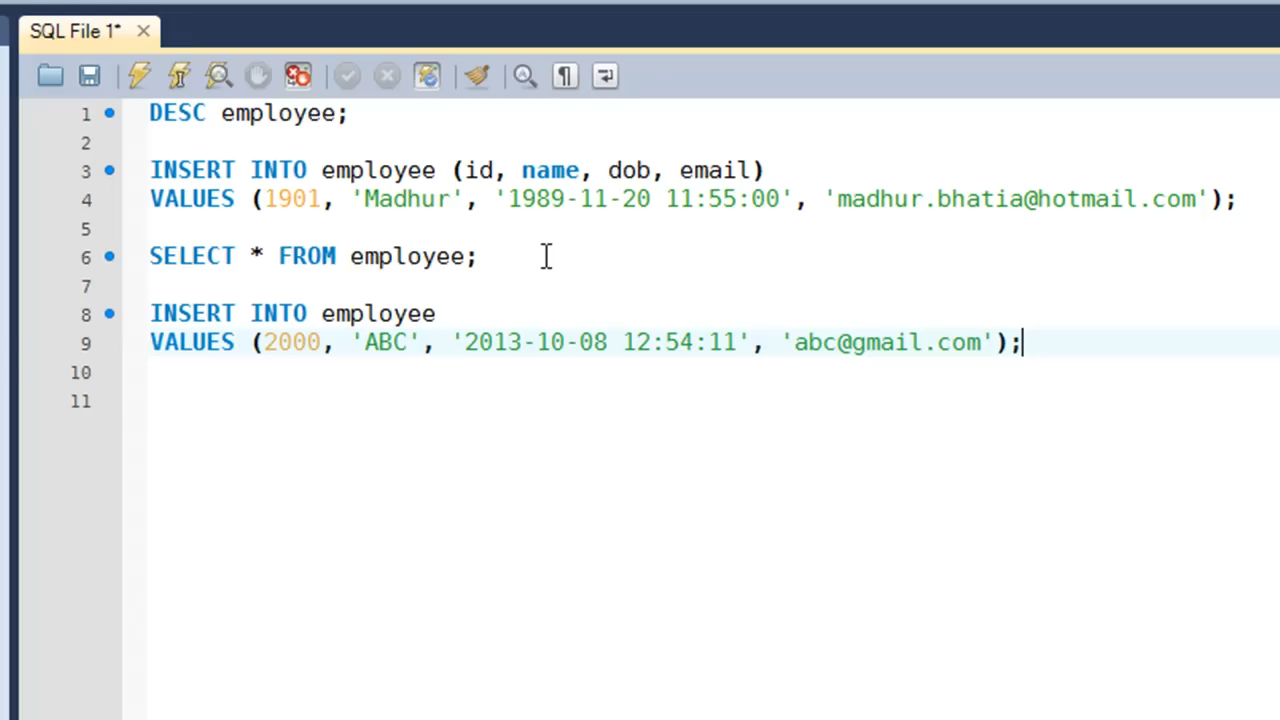 SQL File 1*
1 DESC employee;
2
3 INSERT INTO employee (id, name, dob, email)
4 VALUES (1901, 'Madhur', '1989-11-20 11:55:00', 'madhur.bhatia@hotmail.com');
5
6 SELECT * FROM employee;
7
8 INSERT INTO employee
9 VALUES (2000, 'ABC', '2013-10-08 12:54:11', 'abc@gmail.com');
10
11